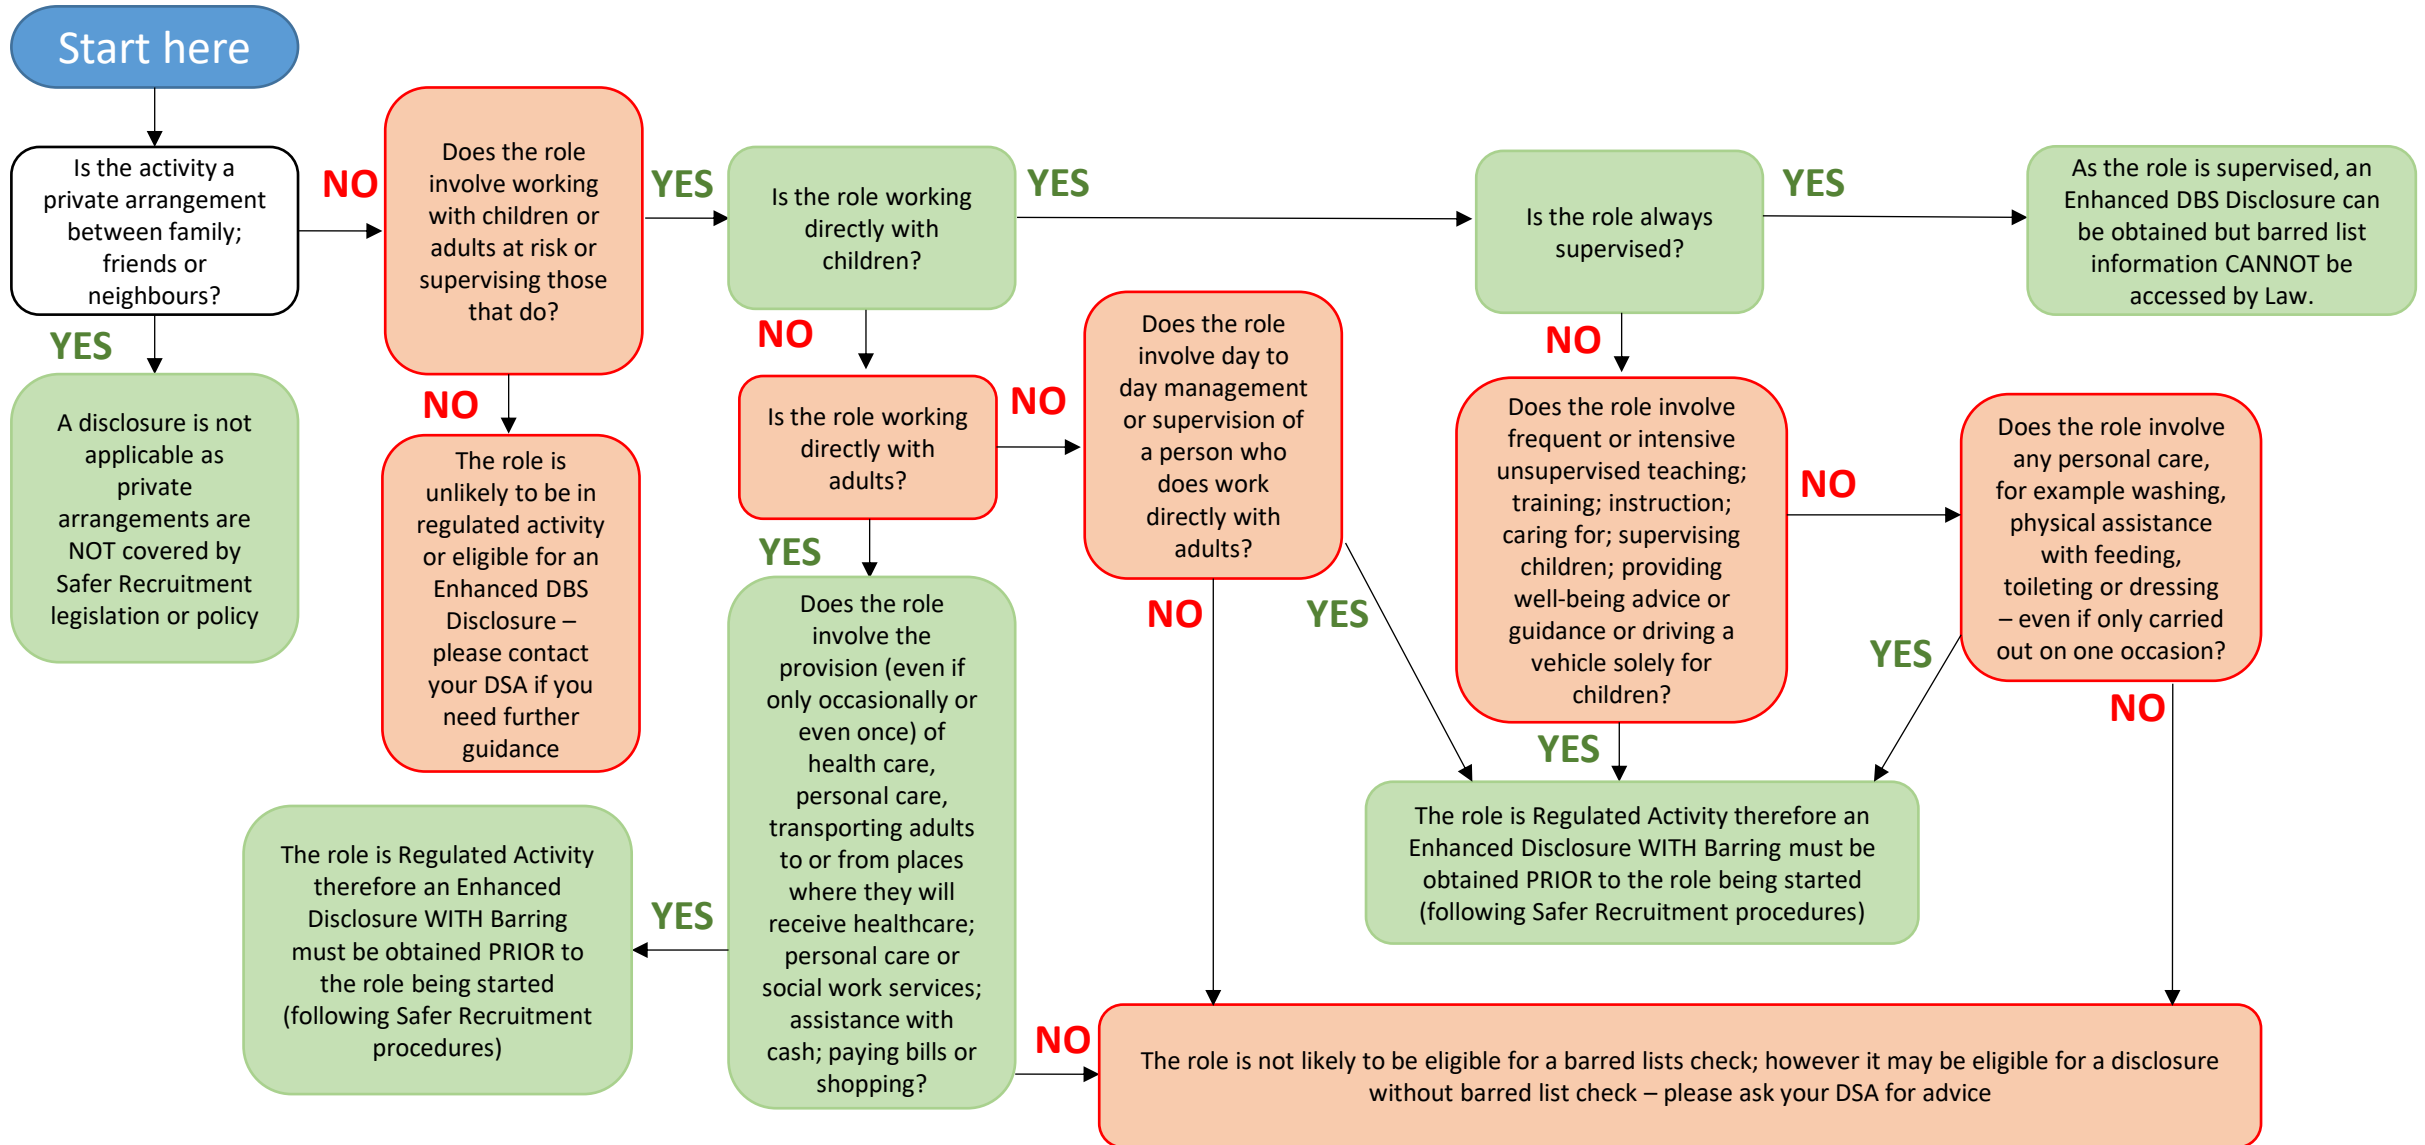 Start here
Is the activity a
private arrangement
between family;
friends or
neighbours?
NO
YES
A disclosure is not
applicable as
private
arrangements are
NOT covered by
Safer Recruitment
legislation or policy
Does the role
involve working
with children or
adults at risk or
supervising those
that do?
YES
NO
The role is
unlikely to be in
regulated activity
or eligible for an
Enhanced DBS
Disclosure –
please contact
your DSA if you
need further
guidance
Is the role working
directly with
children?
YES
NO
Is the role working
directly with
adults?
NO
YES
Does the role
involve the
provision (even if
only occasionally or
even once) of
health care,
personal care,
transporting adults
to or from places
where they will
receive healthcare;
personal care or
social work services;
assistance with
cash; paying bills or
shopping?
YES
NO
The role is Regulated Activity
therefore an Enhanced
Disclosure WITH Barring
must be obtained PRIOR to
the role being started
(following Safer Recruitment
procedures)
Does the role
involve day to
day management
or supervision of
a person who
does work
directly with
adults?
NO
YES
Is the role always
supervised?
YES
NO
As the role is supervised, an
Enhanced DBS Disclosure can
be obtained but barred list
information CANNOT be
accessed by Law.
Does the role involve
frequent or intensive
unsupervised teaching;
training; instruction;
caring for; supervising
children; providing
well-being advice or
guidance or driving a
vehicle solely for
children?
NO
YES
Does the role involve
any personal care,
for example washing,
physical assistance
with feeding,
toileting or dressing
– even if only carried
out on one occasion?
YES
NO
The role is Regulated Activity therefore an
Enhanced Disclosure WITH Barring must be
obtained PRIOR to the role being started
(following Safer Recruitment procedures)
The role is not likely to be eligible for a barred lists check; however it may be eligible for a disclosure
without barred list check – please ask your DSA for advice